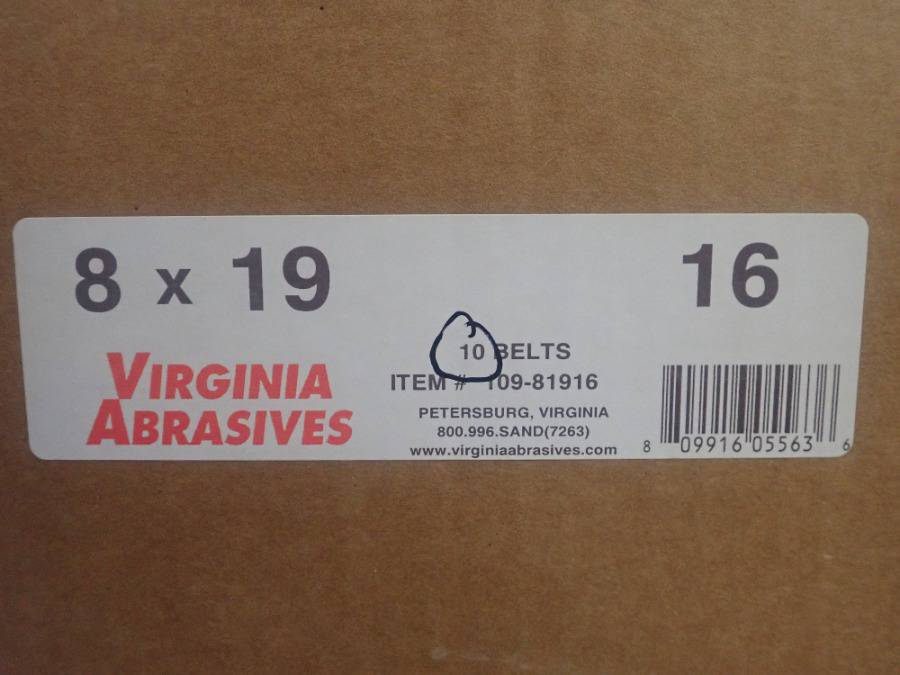 8 x 19
16
VIRGINIA
ABRASIVES
10 BELTS
ITEM # 109-81916
PETERSBURG, VIRGINIA
800.996.SAND(7263)
www.virginiaabrasives.com
8 09916 05563 6